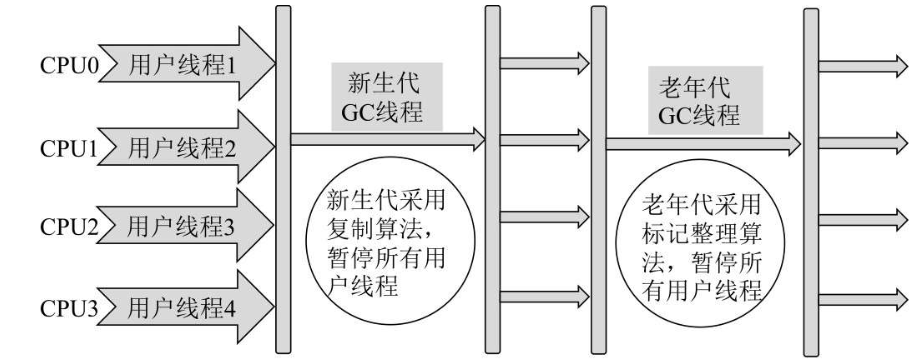 CPU0
用户线程1
CPU1
用户线程2
CPU2
用户线程3
CPU3
用户线程4
新生代
GC线程
新生代采用
复制算法，
暂停所有用
户线程
老年代
GC线程
老年代采用
标记整理算
法，暂停所
有用户线程